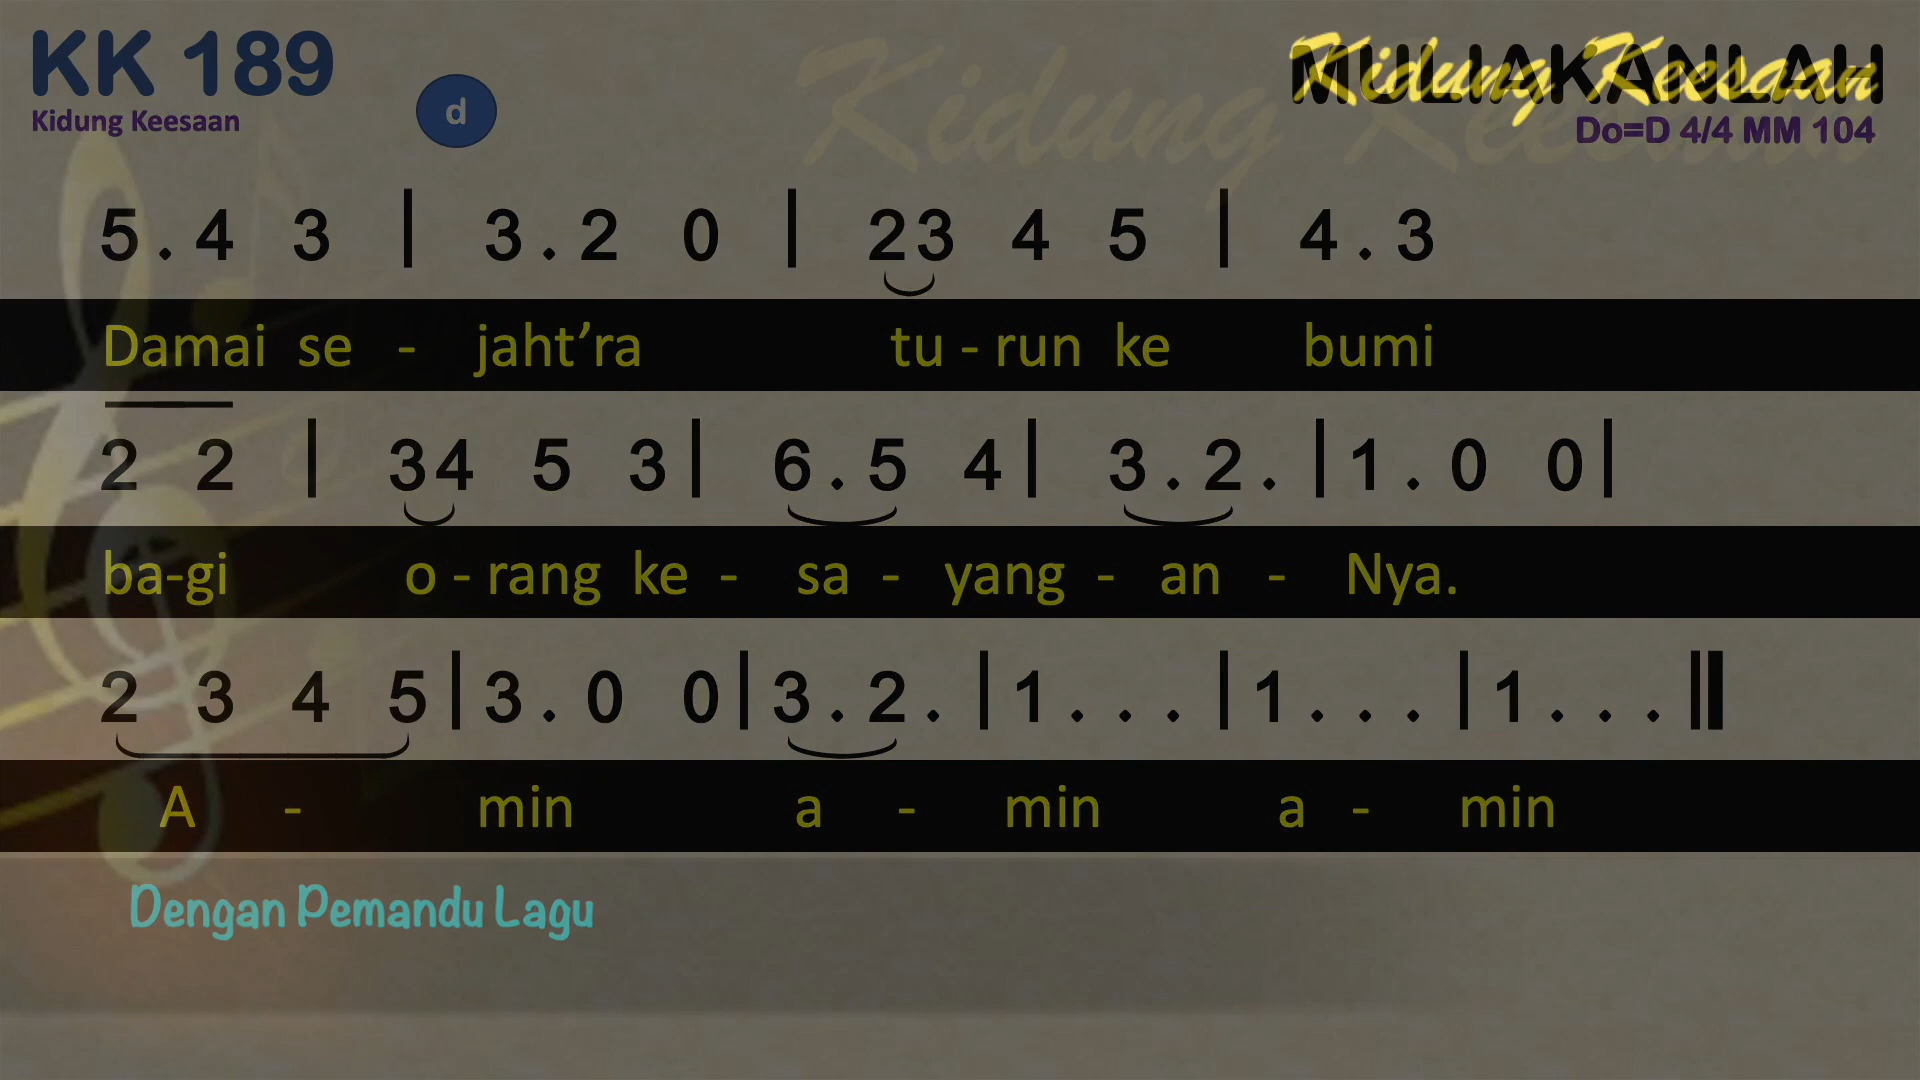 KK 189
Kidung Keesaan
d
MULIAKANLAH
Kidung Keesaan
Kidung Keesaan
Do=D 4/4 MM 104
5 . 4 3 | 3 . 2 0 | 23 4 5 | 4 . 3
Damai se - jaht’ra tu - run ke bumi
2 2 | 34 5 3 | 6 . 5 4 | 3 . 2 . | 1 . 0 0 |
ba-gi o - rang ke - sa - yang - an - Nya.
2 3 4 5 | 3 . 0 0 | 3 . 2 . | 1 . . . | 1 . . . | 1 . . . ||
A - min a - min a - min
Dengan Pemandu Lagu